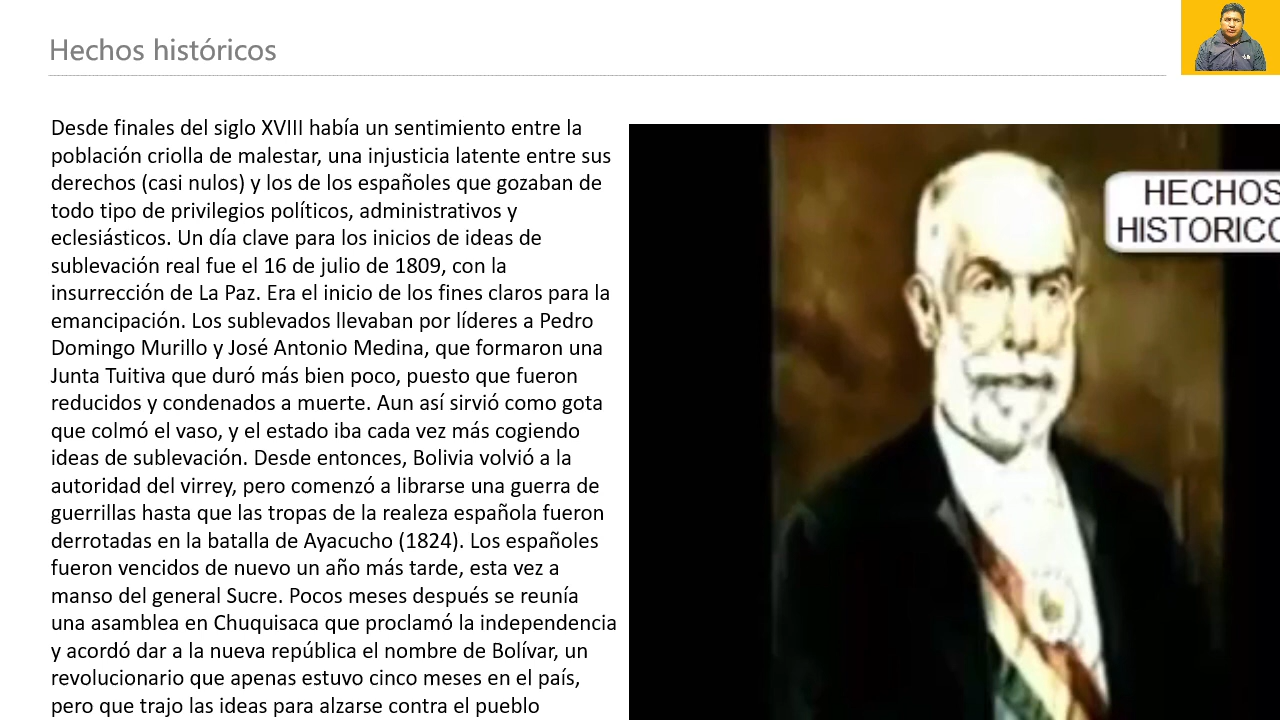 Hechos históricos
Desde finales del siglo XVIII había un sentimiento entre la
población criolla de malestar, una injusticia latente entre sus
derechos (casi nulos) y los de los españoles que gozaban de
todo tipo de privilegios políticos, administrativos y
eclesiásticos. Un día clave para los inicios de ideas de
sublevación real fue el 16 de julio de 1809, con la
insurrección de La Paz. Era el inicio de los fines claros para la
emancipación. Los sublevados llevaban por líderes a Pedro
Domingo Murillo y José Antonio Medina, que formaron una
Junta Tuitiva que duró más bien poco, puesto que fueron
reducidos y condenados a muerte. Aun así sirvió como gota
que colmó el vaso, y el estado iba cada vez más cogiendo
ideas de sublevación. Desde entonces, Bolivia volvió a la
autoridad del virrey, pero comenzó a librarse una guerra de
guerrillas hasta que las tropas de la realeza española fueron
derrotadas en la batalla de Ayacucho (1824). Los españoles
fueron vencidos de nuevo un año más tarde, esta vez a
manso del general Sucre. Pocos meses después se reunía
una asamblea en Chuquisaca que proclamó la independencia
y acordó dar a la nueva república el nombre de Bolívar, un
revolucionario que apenas estuvo cinco meses en el país,
pero que trajo las ideas para alzarse contra el pueblo
HECHOS
HISTORICO